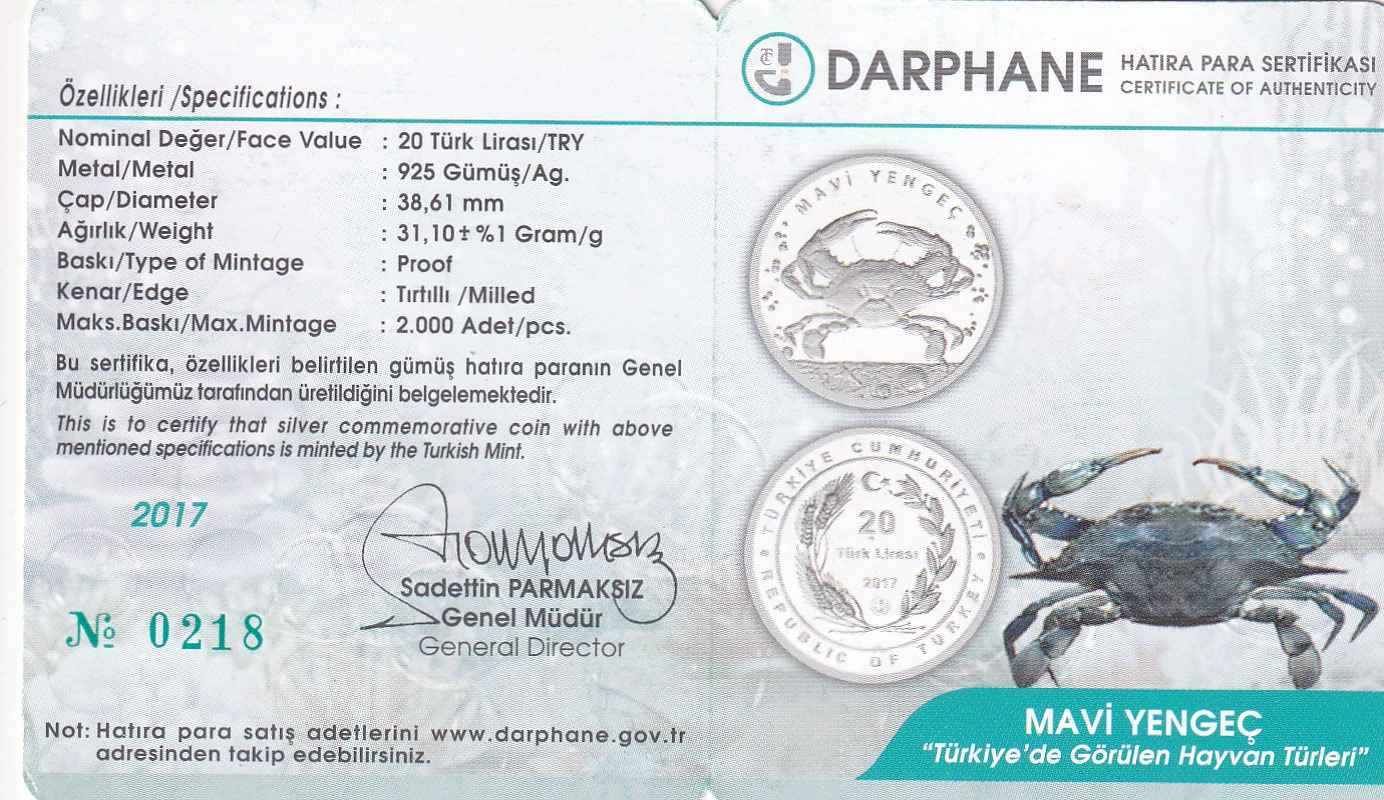 Özellikleri /Specifications :
Nominal Değer/Face Value : 20 Türk Lirası/TRY
Metal/Metal : 925 Gümüş/Ag.
Çap/Diameter : 38,61 mm
Ağırlık/Weight : 31,10 ± %1 Gram/g
Baskı/Type of Mintage : Proof
Kenar/Edge : Tırtıllı /Milled
Maks.Baskı/Max.Mintage : 2.000 Adet/pcs.
Bu sertifika, özellikleri belirtilen gümüş hatıra paranın Genel
Müdürlüğümüz tarafından üretildiğini belgelemektedir.
This is to certify that silver commemorative coin with above
mentioned specifications is minted by the Turkish Mint.
2017
Sadettin PARMAKSIZ
Genel Müdür
General Director
№ 0218
Not: Hatıra para satış adetlerini www.darphane.gov.tr
adresinden takip edebilirsiniz.
DARPHANE
HATIRA PARA SERTİFİKASI
CERTIFICATE OF AUTHENTICITY
MAVİ YENGEÇ
TÜRKİYE CUMHURİYETİ
20
Türk Lirası
2017
REPUBLIC OF TURKEY
MAVİ YENGEÇ
“Türkiye’de Görülen Hayvan Türleri”